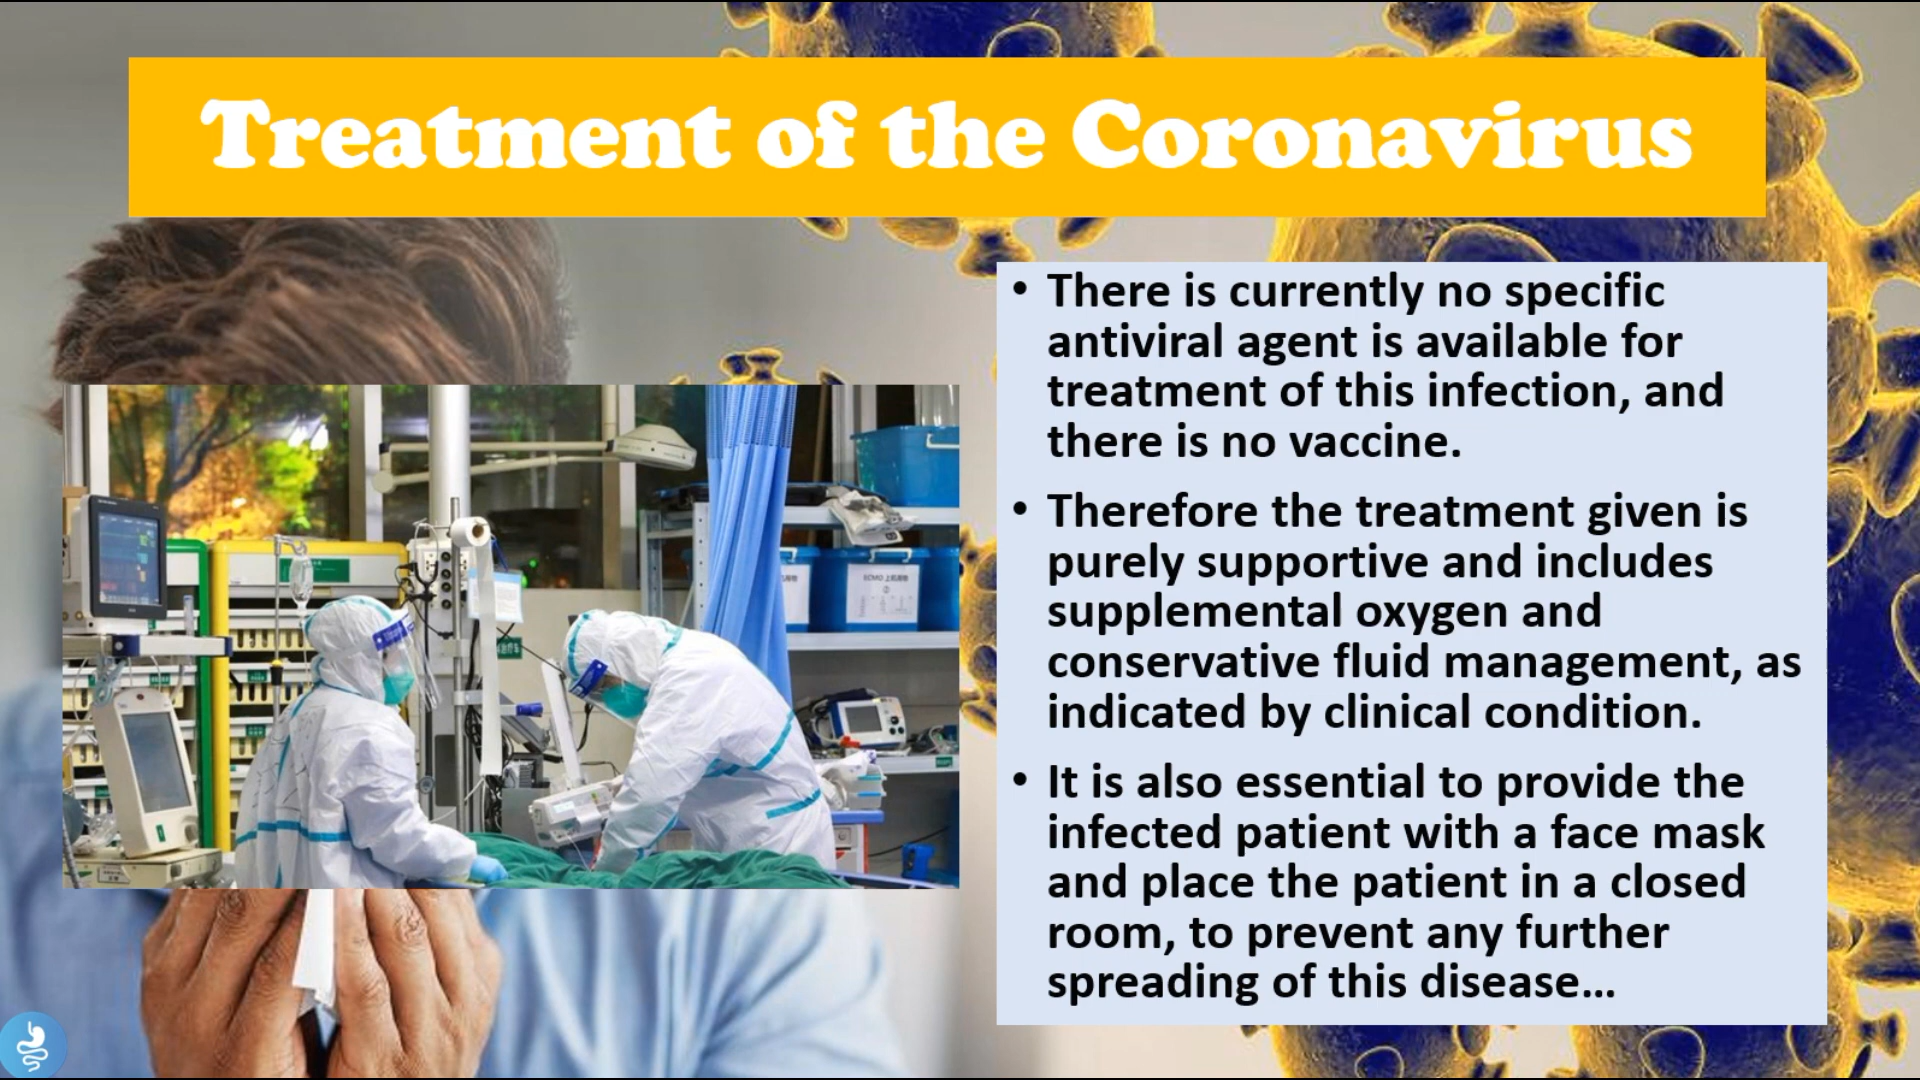 Treatment of the Coronavirus
• There is currently no specific
antiviral agent is available for
treatment of this infection, and
there is no vaccine.
• Therefore the treatment given is
purely supportive and includes
supplemental oxygen and
conservative fluid management, as
indicated by clinical condition.
• It is also essential to provide the
infected patient with a face mask
and place the patient in a closed
room, to prevent any further
spreading of this disease...
ECMO